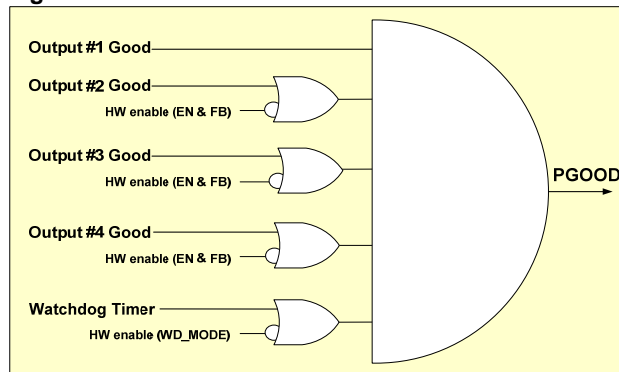 Output #1 Good
Output #2 Good
HW enable (EN & FB)
Output #3 Good
HW enable (EN & FB)
Output #4 Good
HW enable (EN & FB)
Watchdog Timer
HW enable (WD_MODE)
PGOOD